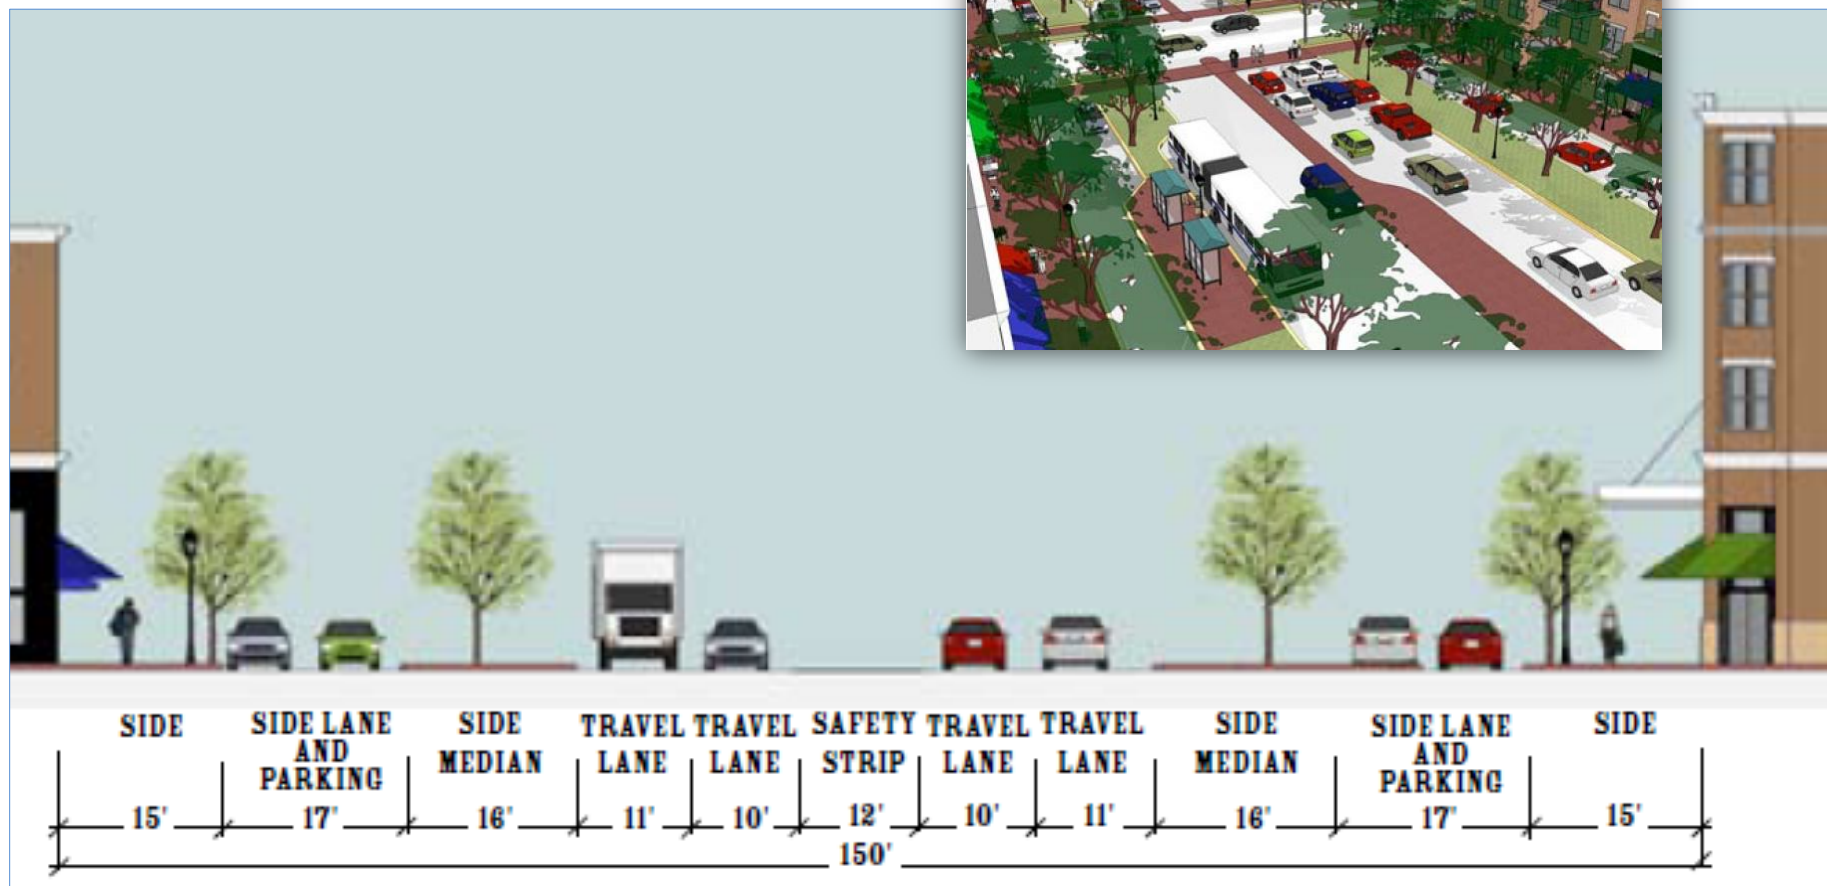 SIDE
SIDE LANE
AND
PARKING
SIDE
MEDIAN
TRAVEL
LANE
TRAVEL
LANE
SAFETY
STRIP
TRAVEL
LANE
TRAVEL
LANE
SIDE
MEDIAN
SIDE LANE
AND
PARKING
SIDE
15' 17' 16' 11' 10' 12' 10' 11' 16' 17' 15'
150'